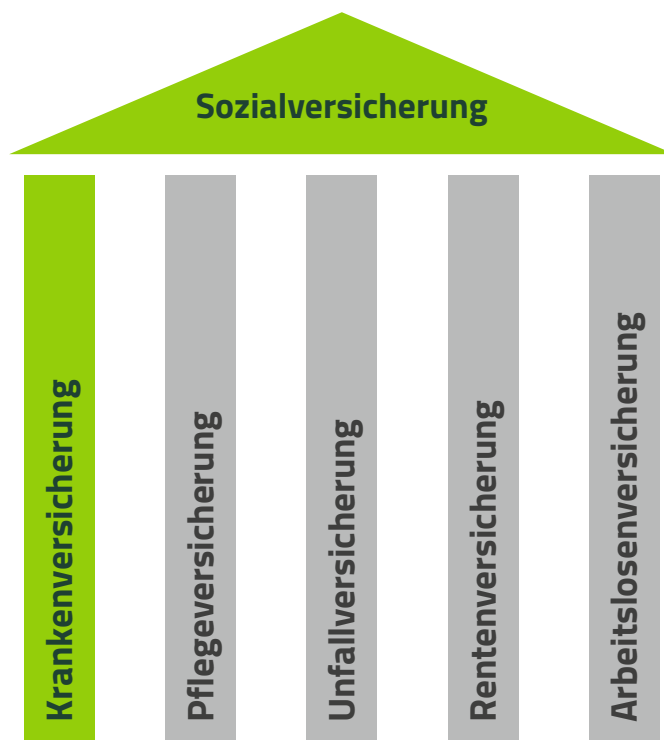 Sozialversicherung
Krankenversicherung
Pflegeversicherung
Unfallversicherung
Rentenversicherung
Arbeitslosenversicherung